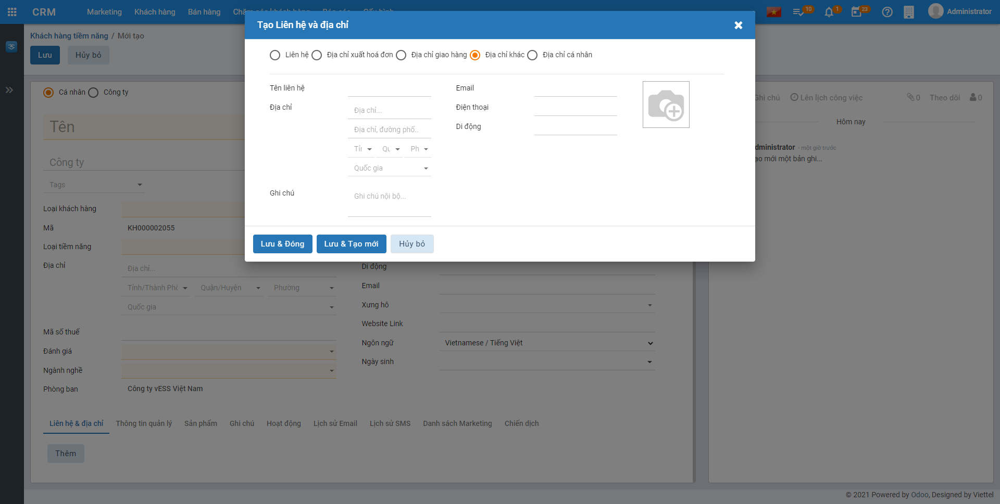 CRM Marketing Khách hàng Bán hàng Chăm sóc khách hàng Báo cáo Cấu hình 10 1 23 Administrator
Khách hàng tiềm năng / Mới tạo
Lưu Hủy bỏ
Tạo Liên hệ và địa chỉ
Liên hệ Địa chỉ xuất hoá đơn Địa chỉ giao hàng Địa chỉ khác Địa chỉ cá nhân
Tên liên hệ Email
Địa chỉ Địa chỉ... Điện thoại
Địa chỉ, đường phố.. Di động
Quốc gia
Ghi chú Ghi chú nội bộ...
Lưu & Đóng Lưu & Tạo mới Hủy bỏ
Cá nhân Công ty
Tên
Công ty
Tags
Loại khách hàng
Mã KH000002055
Loại tiềm năng
Địa chỉ Địa chỉ...
Tỉnh/Thành Phố Quận/Huyện Phường
Quốc gia
Mã số thuế
Đánh giá
Ngành nghề
Phòng ban Công ty vESS Việt Nam
Di động
Email
Xưng hô
Website Link
Ngôn ngữ Vietnamese / Tiếng Việt
Ngày sinh
Liên hệ & địa chỉ Thông tin quản lý Sản phẩm Ghi chú Hoạt động Lịch sử Email Lịch sử SMS Danh sách Marketing Chiến dịch
Thêm
Ghi chú Lên lịch công việc 0 Theo dõi 0
Hôm nay
dministrator - một giờ trước
ạo mới một bản ghi...
© 2021 Powered by Odoo, Designed by Viettel